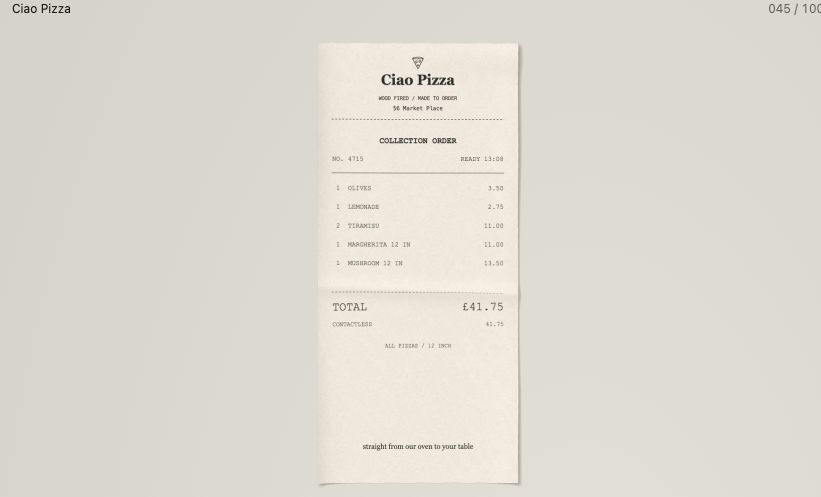 Ciao Pizza
045 / 100
Ciao Pizza
WOOD FIRED / MADE TO ORDER
56 Market Place
COLLECTION ORDER
NO. 4715 READY 13:08
1 OLIVES 3.50
1 LEMONADE 2.75
2 TIRAMISU 11.00
1 MARGHERITA 12 IN 11.00
1 MUSHROOM 12 IN 13.50
TOTAL £41.75
CONTACTLESS 41.75
ALL PIZZAS / 12 INCH
straight from our oven to your table